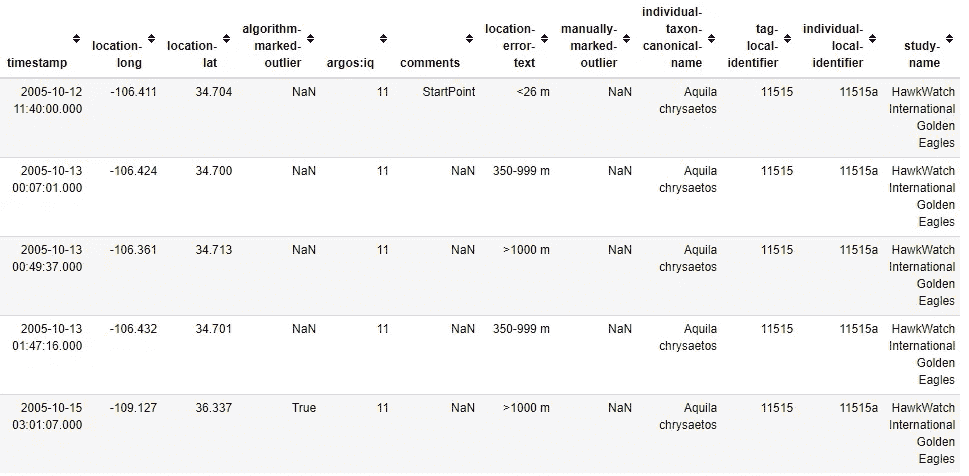 timestamp location-long location-lat algorithm-marked-outlier argos:iq comments location-error-text manually-marked-outlier individual-taxon-canonical-name tag-local-identifier individual-local-identifier study-name
2005-10-12 11:40:00.000 -106.411 34.704 NaN 11 StartPoint <26 m NaN Aquila chrysaetos 11515 11515a HawkWatch International Golden Eagles
2005-10-13 00:07:01.000 -106.424 34.700 NaN 11 NaN 350-999 m NaN Aquila chrysaetos 11515 11515a HawkWatch International Golden Eagles
2005-10-13 00:49:37.000 -106.361 34.713 NaN 11 NaN >1000 m NaN Aquila chrysaetos 11515 11515a HawkWatch International Golden Eagles
2005-10-13 01:47:16.000 -106.432 34.701 NaN 11 NaN 350-999 m NaN Aquila chrysaetos 11515 11515a HawkWatch International Golden Eagles
2005-10-15 03:01:07.000 -109.127 36.337 True 11 NaN >1000 m NaN Aquila chrysaetos 11515 11515a HawkWatch International Golden Eagles